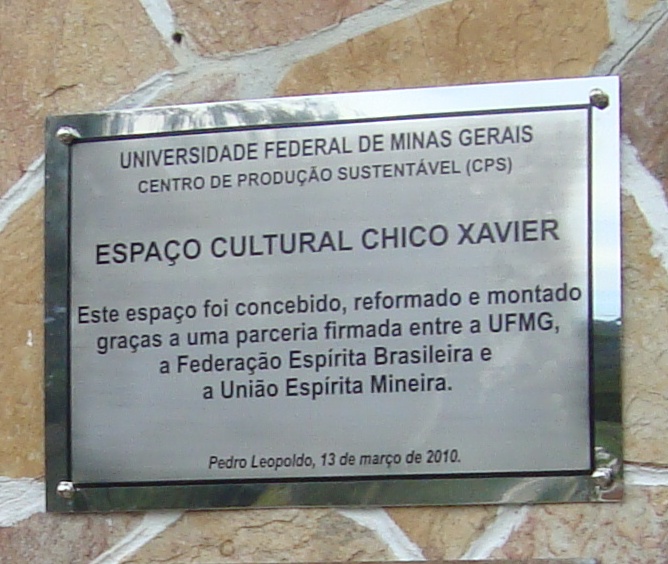 UNIVERSIDADE FEDERAL DE MINAS GERAIS
CENTRO DE PRODUÇÃO SUSTENTÁVEL (CPS)
ESPAÇO CULTURAL CHICO XAVIER
Este espaço foi concebido, reformado e montado
graças a uma parceria firmada entre a UFMG,
a Federação Espírita Brasileira e
a União Espírita Mineira.
Pedro Leopoldo, 13 de março de 2010.